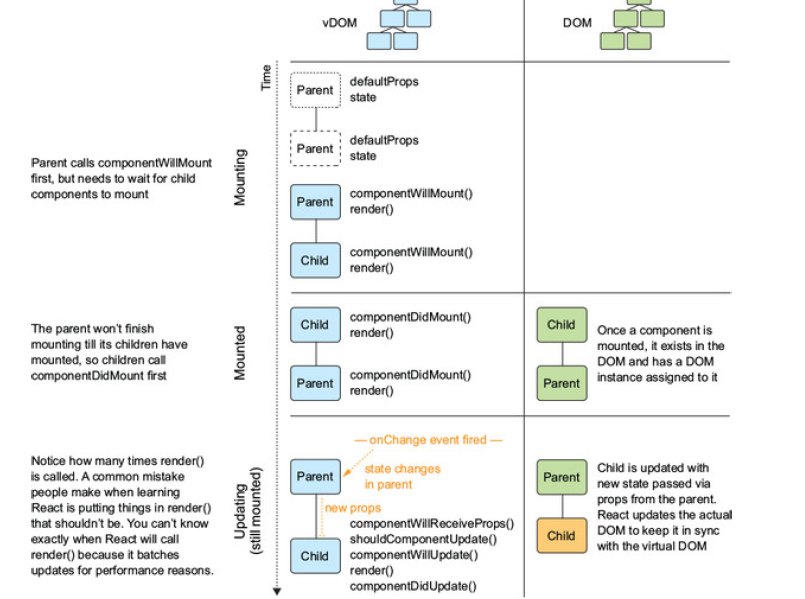 vDOM
DOM
Time
Mounting
Parent calls componentWillMount
first, but needs to wait for child
components to mount
Parent
defaultProps
state
Parent
defaultProps
state
Parent
componentWillMount()
render()
Child
componentWillMount()
render()
Mounted
The parent won't finish
mounting till its children have
mounted, so children call
componentDidMount first
Child
componentDidMount()
render()
Parent
componentDidMount()
render()
Child
Parent
Once a component is
mounted, it exists in the
DOM and has a DOM
instance assigned to it
Updating
(still mounted)
Notice how many times render()
is called. A common mistake
people make when learning
React is putting things in render()
that shouldn't be. You can't know
exactly when React will call
render() because it batches
updates for performance reasons.
— onChange event fired —
Parent
state changes
in parent
new props
Child
componentWillReceiveProps()
shouldComponentUpdate()
componentWillUpdate()
render()
componentDidUpdate()
Parent
Child
Child is updated with
new state passed via
props from the parent.
React updates the actual
DOM to keep it in sync
with the virtual DOM